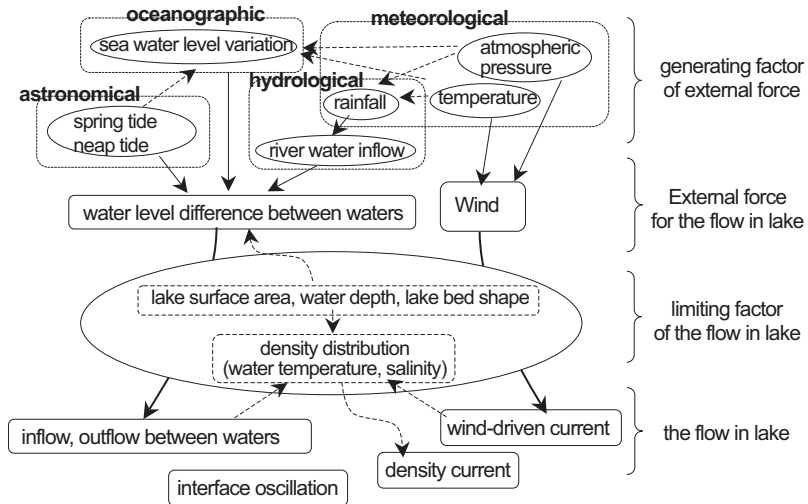 oceanographic
meteorological
sea water level variation
atmospheric
pressure
generating factor
of external force
hydrological
astronomical
rainfall
temperature
spring tide
neap tide
river water inflow
External force
for the flow in lake
water level difference between waters
Wind
lake surface area, water depth, lake bed shape
limiting factor
of the flow in lake
density distribution
(water temperature, salinity)
inflow, outflow between waters
wind-driven current
the flow in lake
density current
interface oscillation